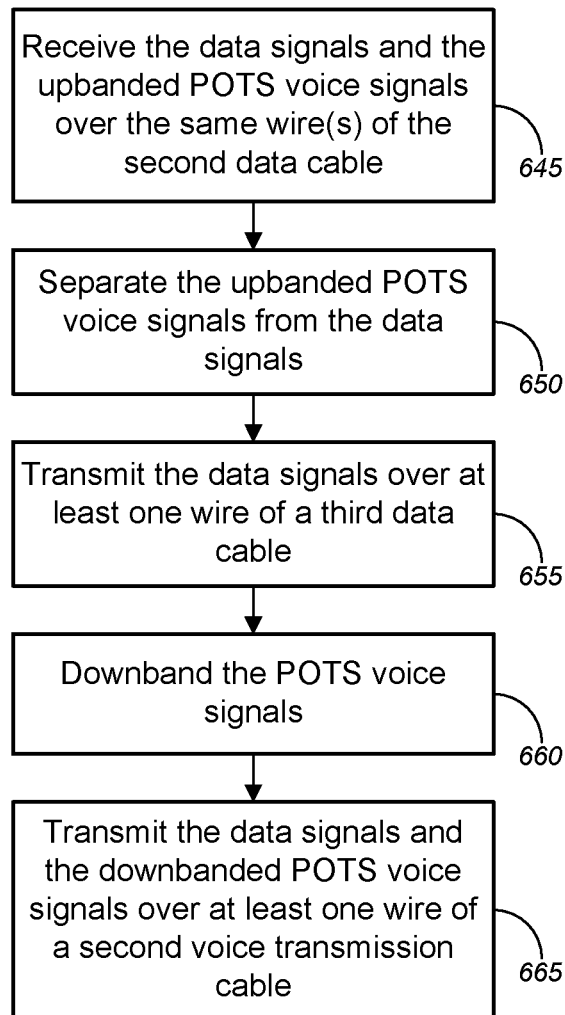 Receive the data signals and the
upbanded POTS voice signals
over the same wire(s) of the
second data cable
645
Separate the upbanded POTS
voice signals from the data
signals
650
Transmit the data signals over at
least one wire of a third data
cable
655
Downband the POTS voice
signals
660
Transmit the data signals and
the downbanded POTS voice
signals over at least one wire of
a second voice transmission
cable
665